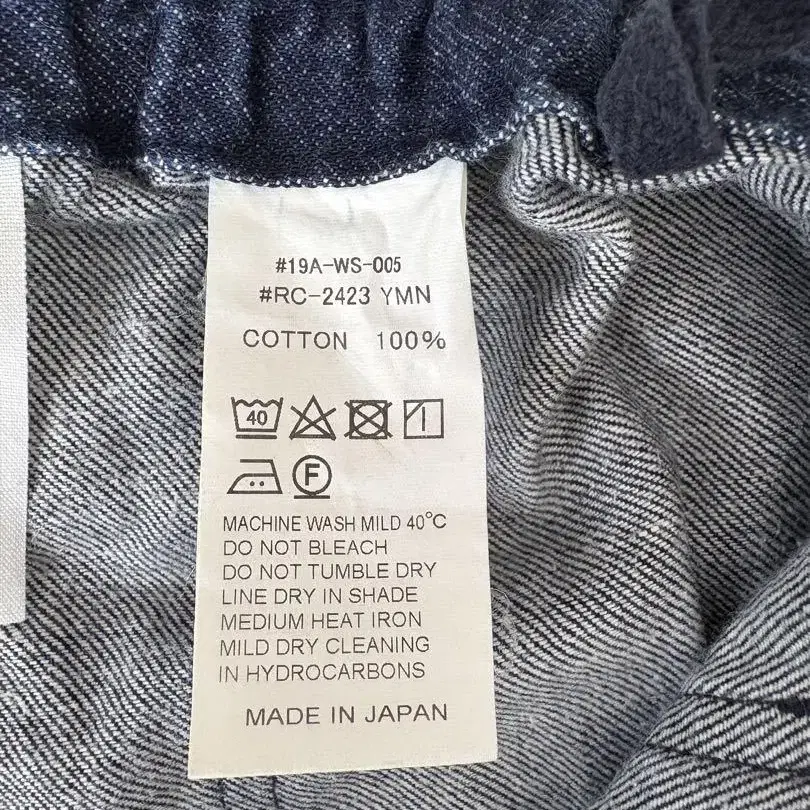 #19A-WS-005
#RC-2423 YMN
COTTON 100%
40
F
MACHINE WASH MILD 40°C
DO NOT BLEACH
DO NOT TUMBLE DRY
LINE DRY IN SHADE
MEDIUM HEAT IRON
MILD DRY CLEANING
IN HYDROCARBONS
MADE IN JAPAN